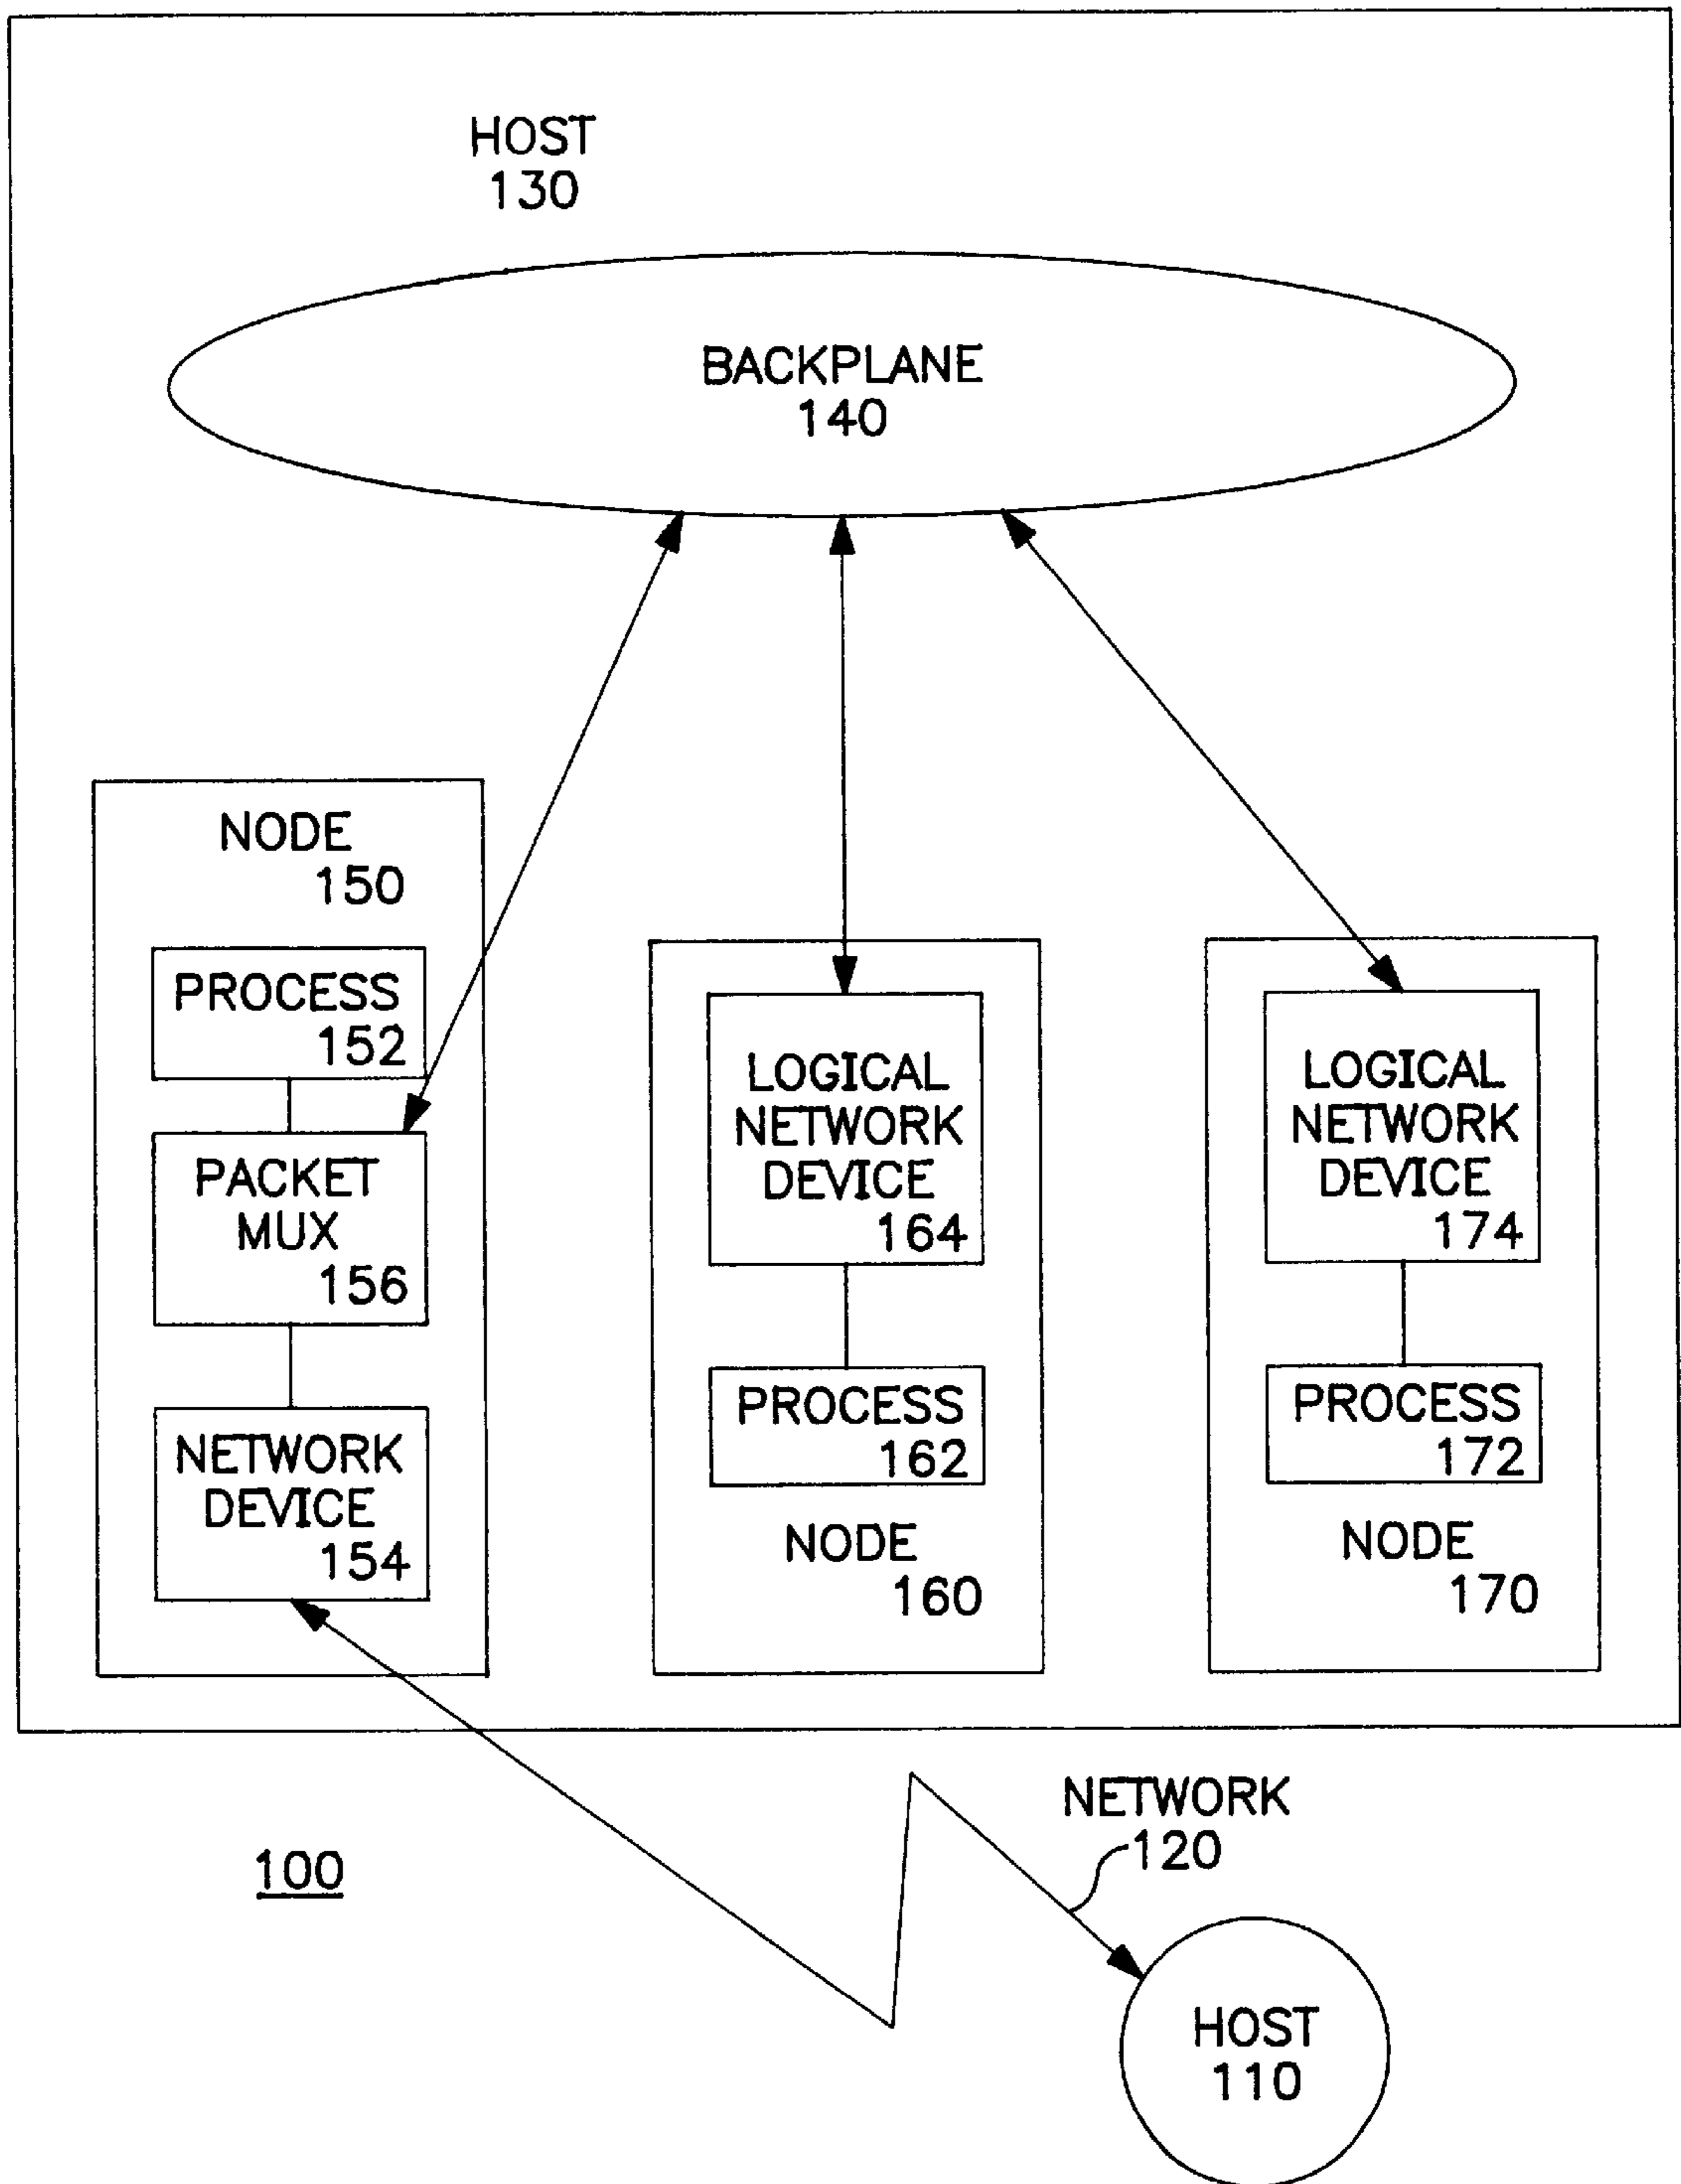 HOST
130
BACKPLANE
140
NODE
150
PROCESS
152
PACKET
MUX
156
NETWORK
DEVICE
154
LOGICAL
NETWORK
DEVICE
164
PROCESS
162
NODE
160
LOGICAL
NETWORK
DEVICE
174
PROCESS
172
NODE
170
NETWORK
120
100
HOST
110